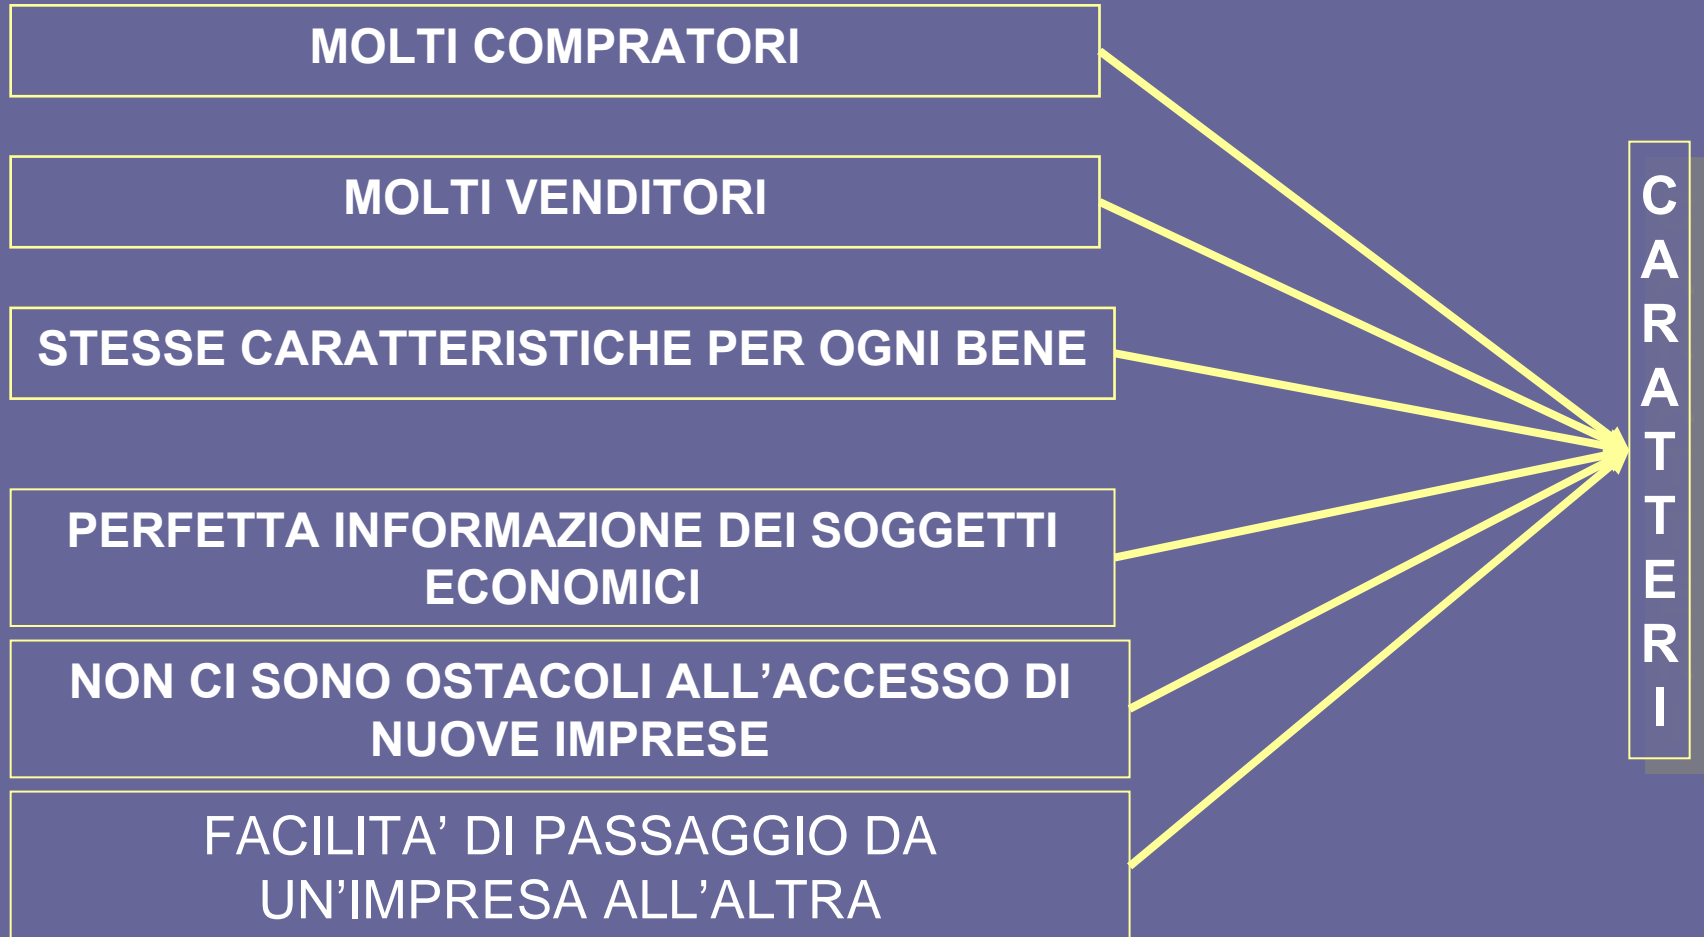 MOLTI COMPRATORI
MOLTI VENDITORI
STESSE CARATTERISTICHE PER OGNI BENE
PERFETTA INFORMAZIONE DEI SOGGETTI
ECONOMICI
NON CI SONO OSTACOLI ALL’ACCESSO DI
NUOVE IMPRESE
FACILITA’ DI PASSAGGIO DA
UN’IMPRESA ALL’ALTRA
CARATTERI